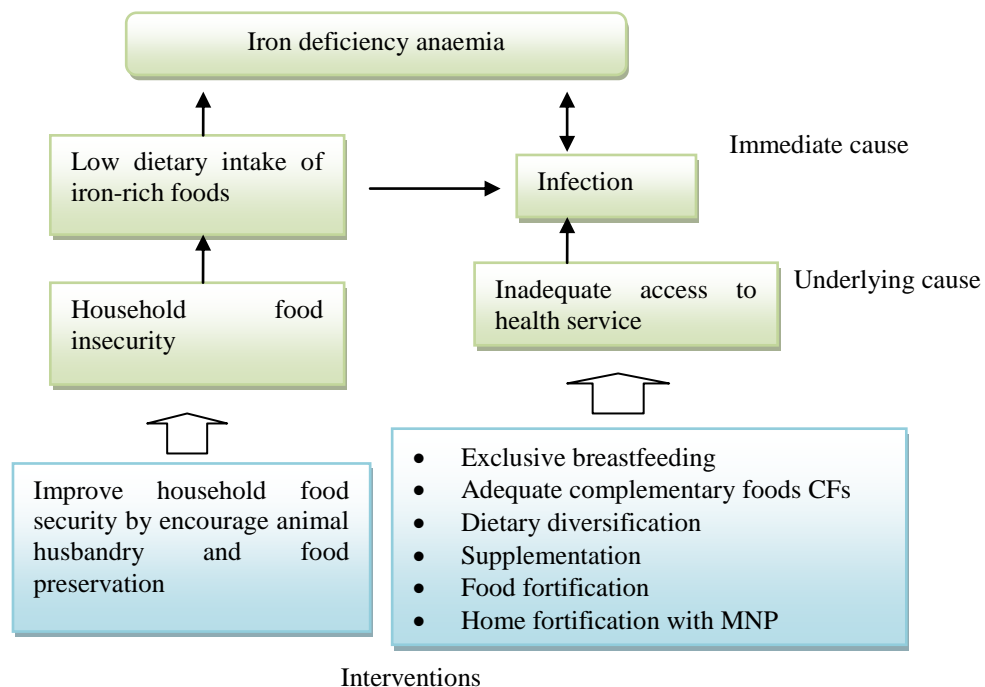 Iron deficiency anaemia
Low dietary intake of
iron-rich foods
Infection
Immediate cause
Household food
insecurity
Inadequate access to
health service
Underlying cause
Improve household food
security by encourage animal
husbandry and food
preservation
• Exclusive breastfeeding
• Adequate complementary foods CFs
• Dietary diversification
• Supplementation
• Food fortification
• Home fortification with MNP
Interventions